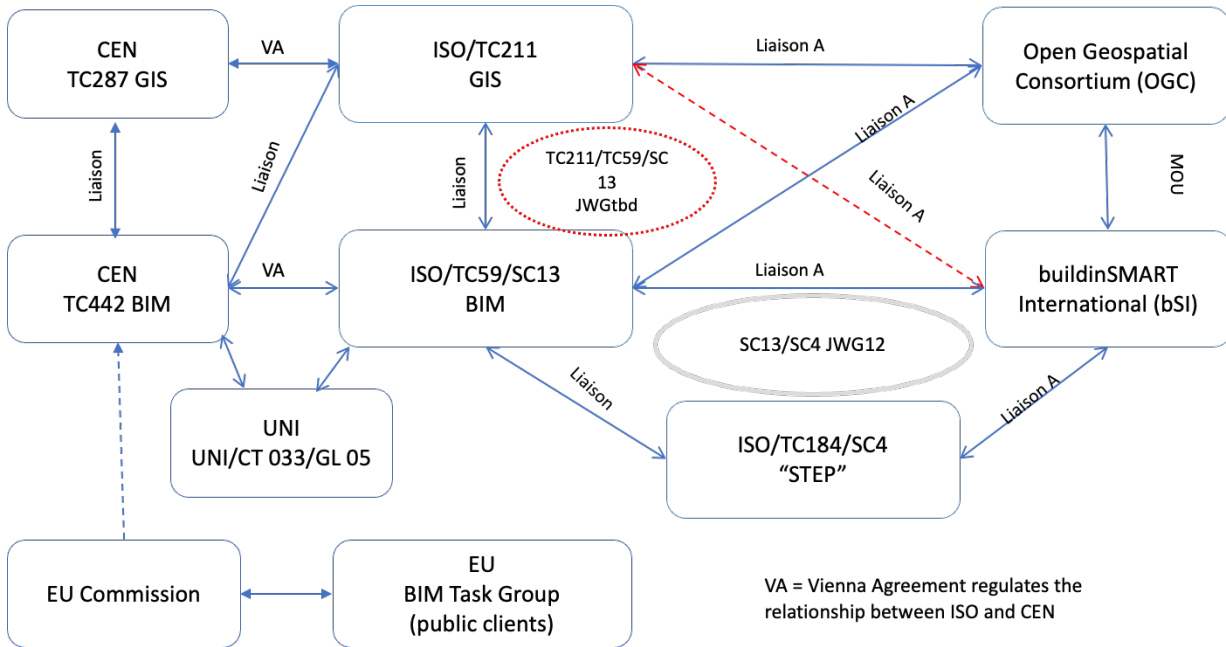 CEN
TC287 GIS
VA
ISO/TC211
GIS
Liaison A
Open Geospatial
Consortium (OGC)
Liaison
Liaison
Liaison
TC211/TC59/SC
13
JWGtbd
Liaison A
Liaison A
MOU
CEN
TC442 BIM
VA
ISO/TC59/SC13
BIM
Liaison A
buildinSMART
International (bSI)
SC13/SC4 JWG12
UNI
UNI/CT 033/GL 05
Liaison
ISO/TC184/SC4
“STEP”
Liaison A
EU Commission
EU
BIM Task Group
(public clients)
VA = Vienna Agreement regulates the
relationship between ISO and CEN